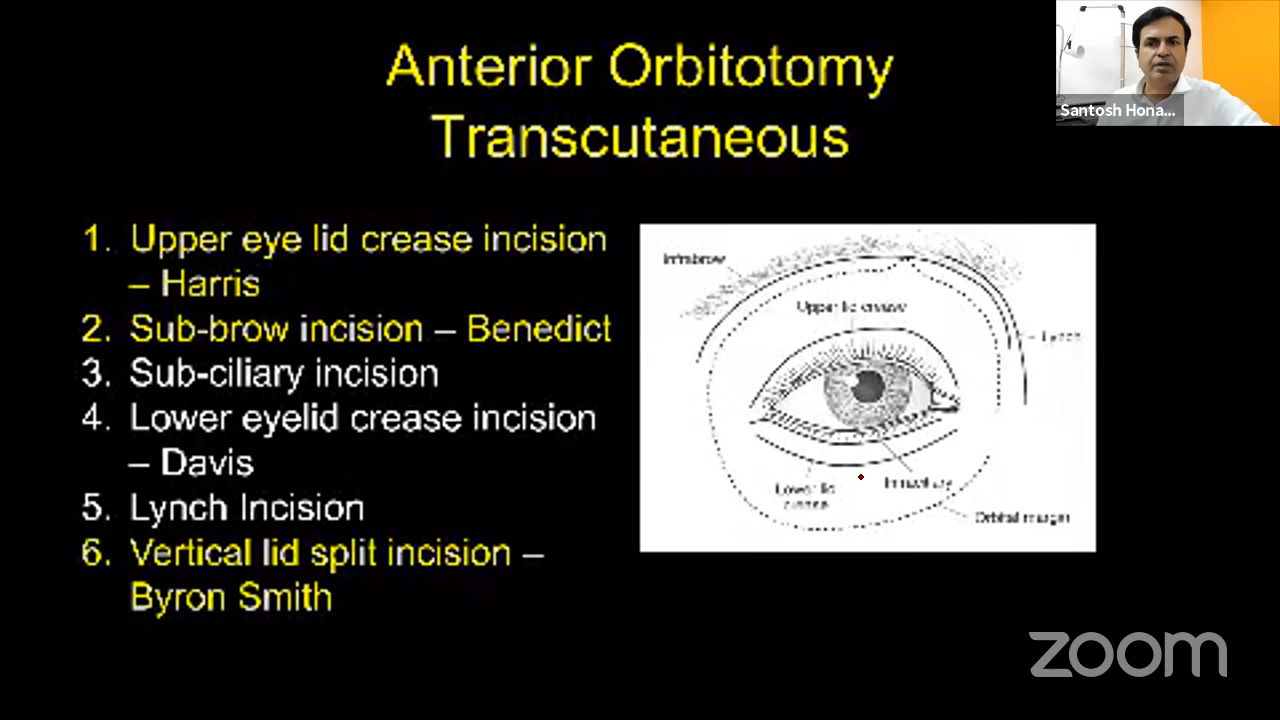 Anterior Orbitotomy
Transcutaneous
Santosh Hona...
1. Upper eye lid crease incision
– Harris
2. Sub-brow incision – Benedict
3. Sub-ciliary incision
4. Lower eyelid crease incision
– Davis
5. Lynch Incision
6. Vertical lid split incision –
Byron Smith
Infrabrow
Upper lid crease
Lynch
Lower lid
Orbital margin
zoom